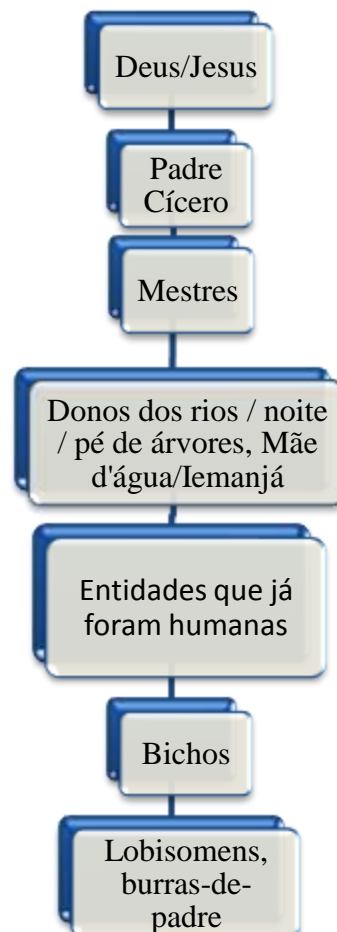 Deus/Jesus
Padre
Cícero
Mestres
Donos dos rios / noite
/ pé de árvores, Mãe
d'água/Iemanjá
Entidades que já
foram humanas
Bichos
Lobisomens,
burras-de-
padre